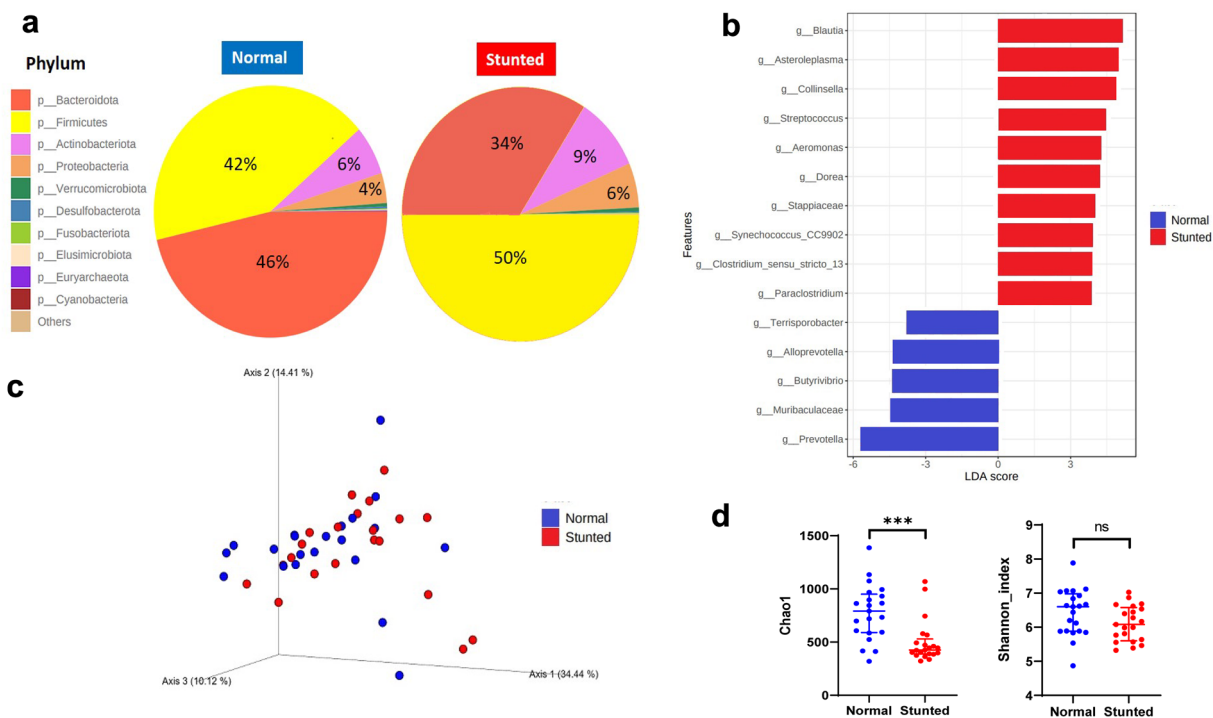 a
Normal
Stunted
Phylum
p__Bacteroidota
p__Firmicutes
p__Actinobacteriota
p__Proteobacteria
p__Verrucomicrobiota
p__Desulfobacterota
p__Fusobacteriota
p__Elusimicrobiota
p__Euryarchaeota
p__Cyanobacteria
Others
42%
6%
4%
46%
34%
9%
6%
50%
b
Features
g__Blautia
g__Asteroleplasma
g__Collinsella
g__Streptococcus
g__Aeromonas
g__Dorea
g__Stappiaceae
g__Synechococcus_CC9902
g__Clostridium_sensu_stricto_13
g__Paraclostridium
g__Terrisporobacter
g__Alloprevotella
g__Butyrivibrio
g__Muribaculaceae
g__Prevotella
-6 -3 0 3
LDA score
Normal
Stunted
c
Axis 2 (14.41 %)
Axis 3 (10.12 %)
Axis 1 (34.44 %)
Normal
Stunted
d
Chao1
1500
1000
500
0
***
Normal Stunted
Shannon_index
9
8
7
6
5
4
ns
Normal Stunted